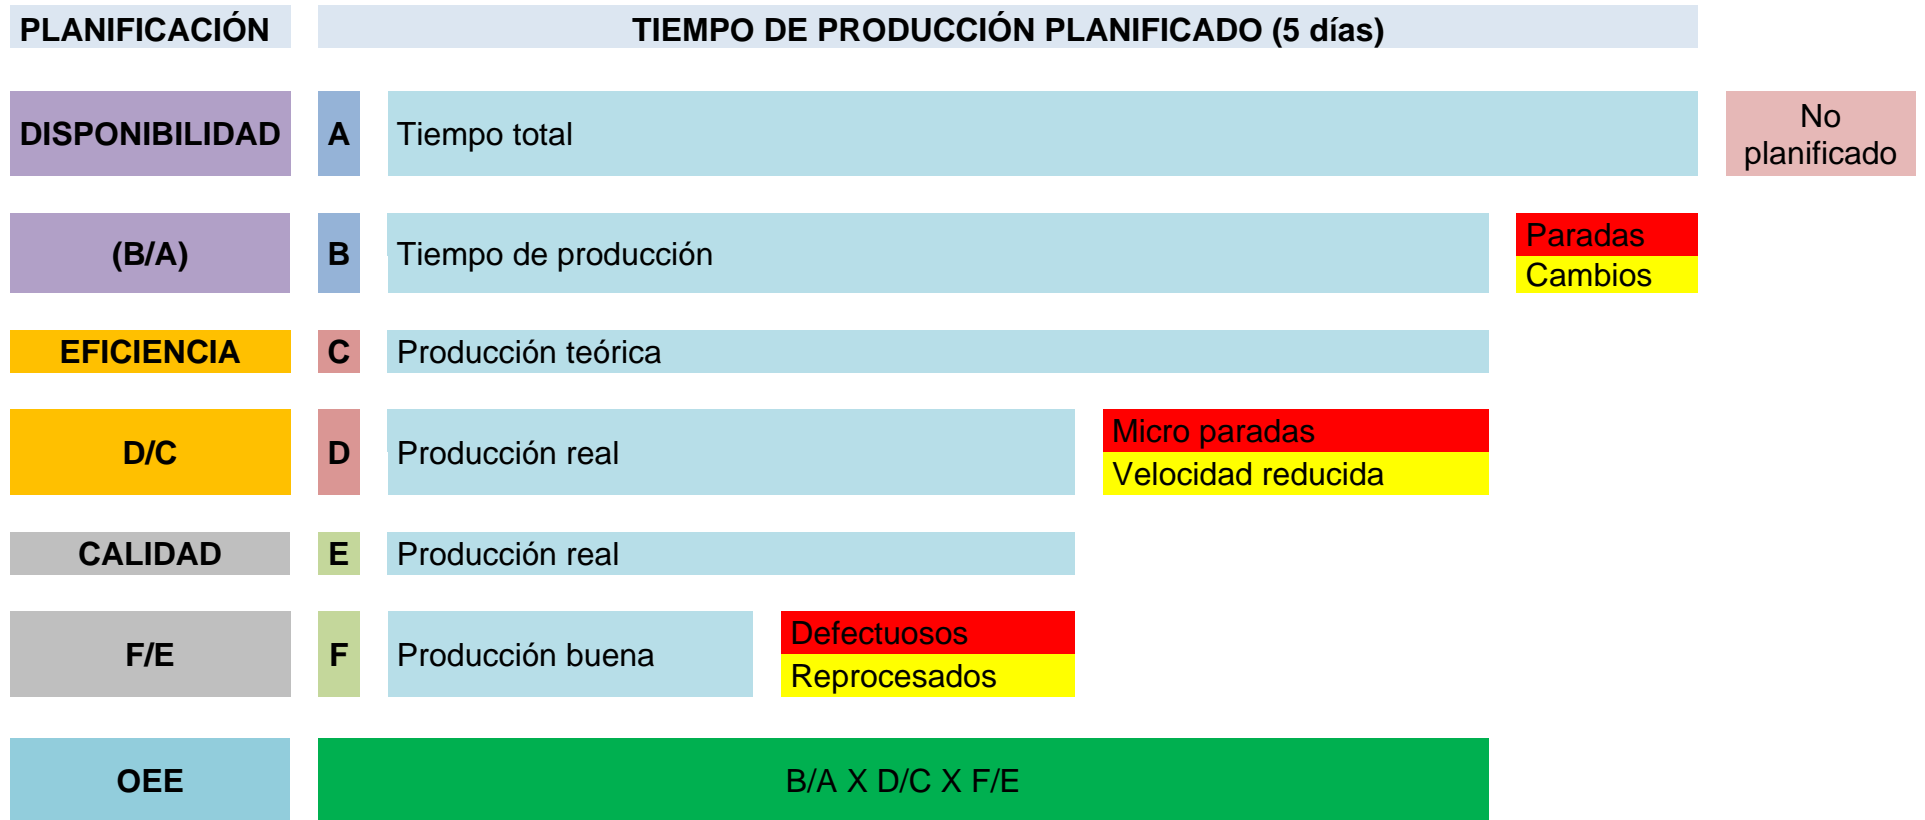 PLANIFICACIÓN
TIEMPO DE PRODUCCIÓN PLANIFICADO (5 días)
DISPONIBILIDAD
A
Tiempo total
No
planificado
(B/A)
B
Tiempo de producción
Paradas
Cambios
EFICIENCIA
C
Producción teórica
D/C
D
Producción real
Micro paradas
Velocidad reducida
CALIDAD
E
Producción real
F/E
F
Producción buena
Defectuosos
Reprocesados
OEE
B/A X D/C X F/E